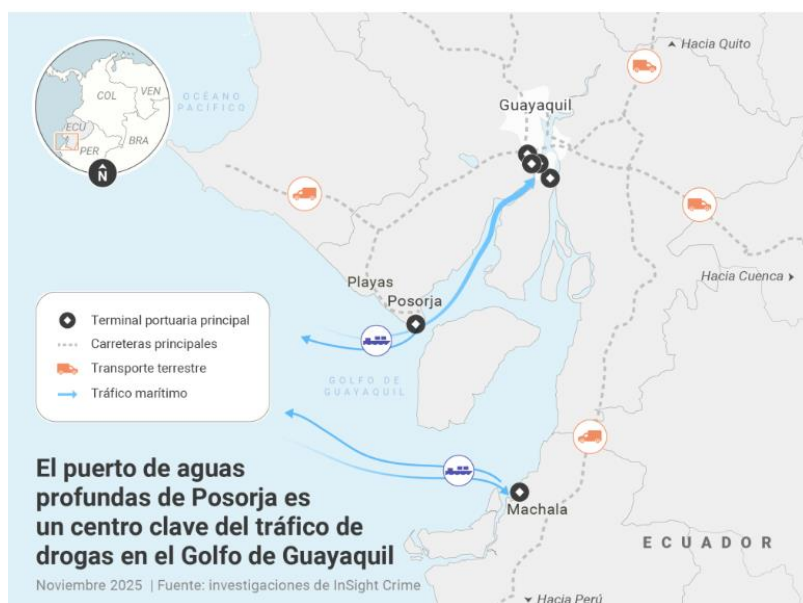 COL
VEN
ECU
PER
BRA
N
OCÉANO
PACÍFICO
Hacia Quito
Guayaquil
Hacia Cuenca
Playas
Posorja
Terminal portuaria principal
Carreteras principales
Transporte terrestre
Tráfico marítimo
GOLFO DE
GUAYAQUIL
El puerto de aguas
profundas de Posorja es
un centro clave del tráfico de
drogas en el Golfo de Guayaquil
Noviembre 2025 | Fuente: investigaciones de InSight Crime
Machala
ECUADOR
Hacia Perú